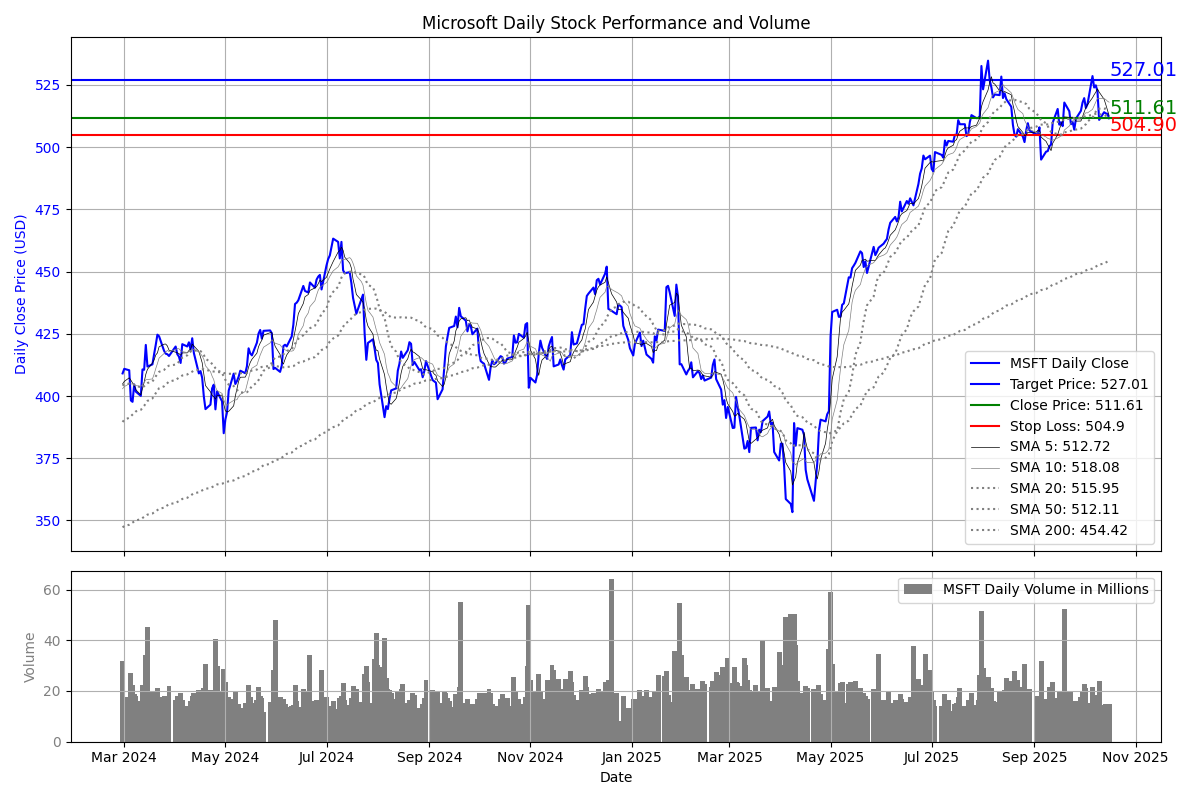 Microsoft Daily Stock Performance and Volume
Daily Close Price (USD)
525
500
475
450
425
400
375
350
527.01
511.61
504.90
MSFT Daily Close
Target Price: 527.01
Close Price: 511.61
Stop Loss: 504.9
SMA 5: 512.72
SMA 10: 518.08
SMA 20: 515.95
SMA 50: 512.11
SMA 200: 454.42
Volume
60
40
20
0
MSFT Daily Volume in Millions
Mar 2024 May 2024 Jul 2024 Sep 2024 Nov 2024 Jan 2025 Mar 2025 May 2025 Jul 2025 Sep 2025 Nov 2025
Date